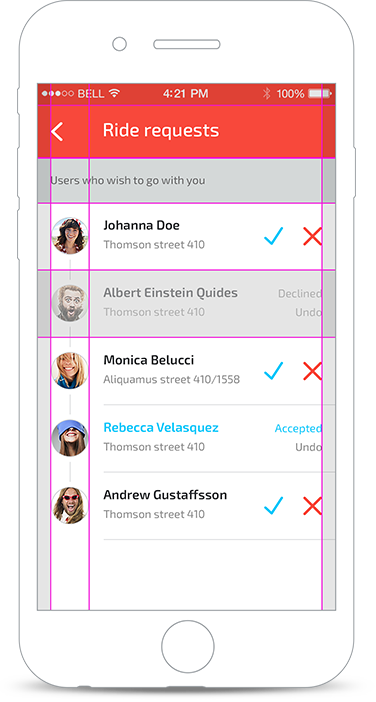 BELL 4:21 PM 100%
Ride requests
Users who wish to go with you
Johanna Doe
Thomson street 410
Albert Einstein Quides Declined
Thomson street 410 Undo
Monica Belucci
Aliquamus street 410/1558
Rebecca Velasquez Accepted
Thomson street 410 Undo
Andrew Gustaffsson
Thomson street 410